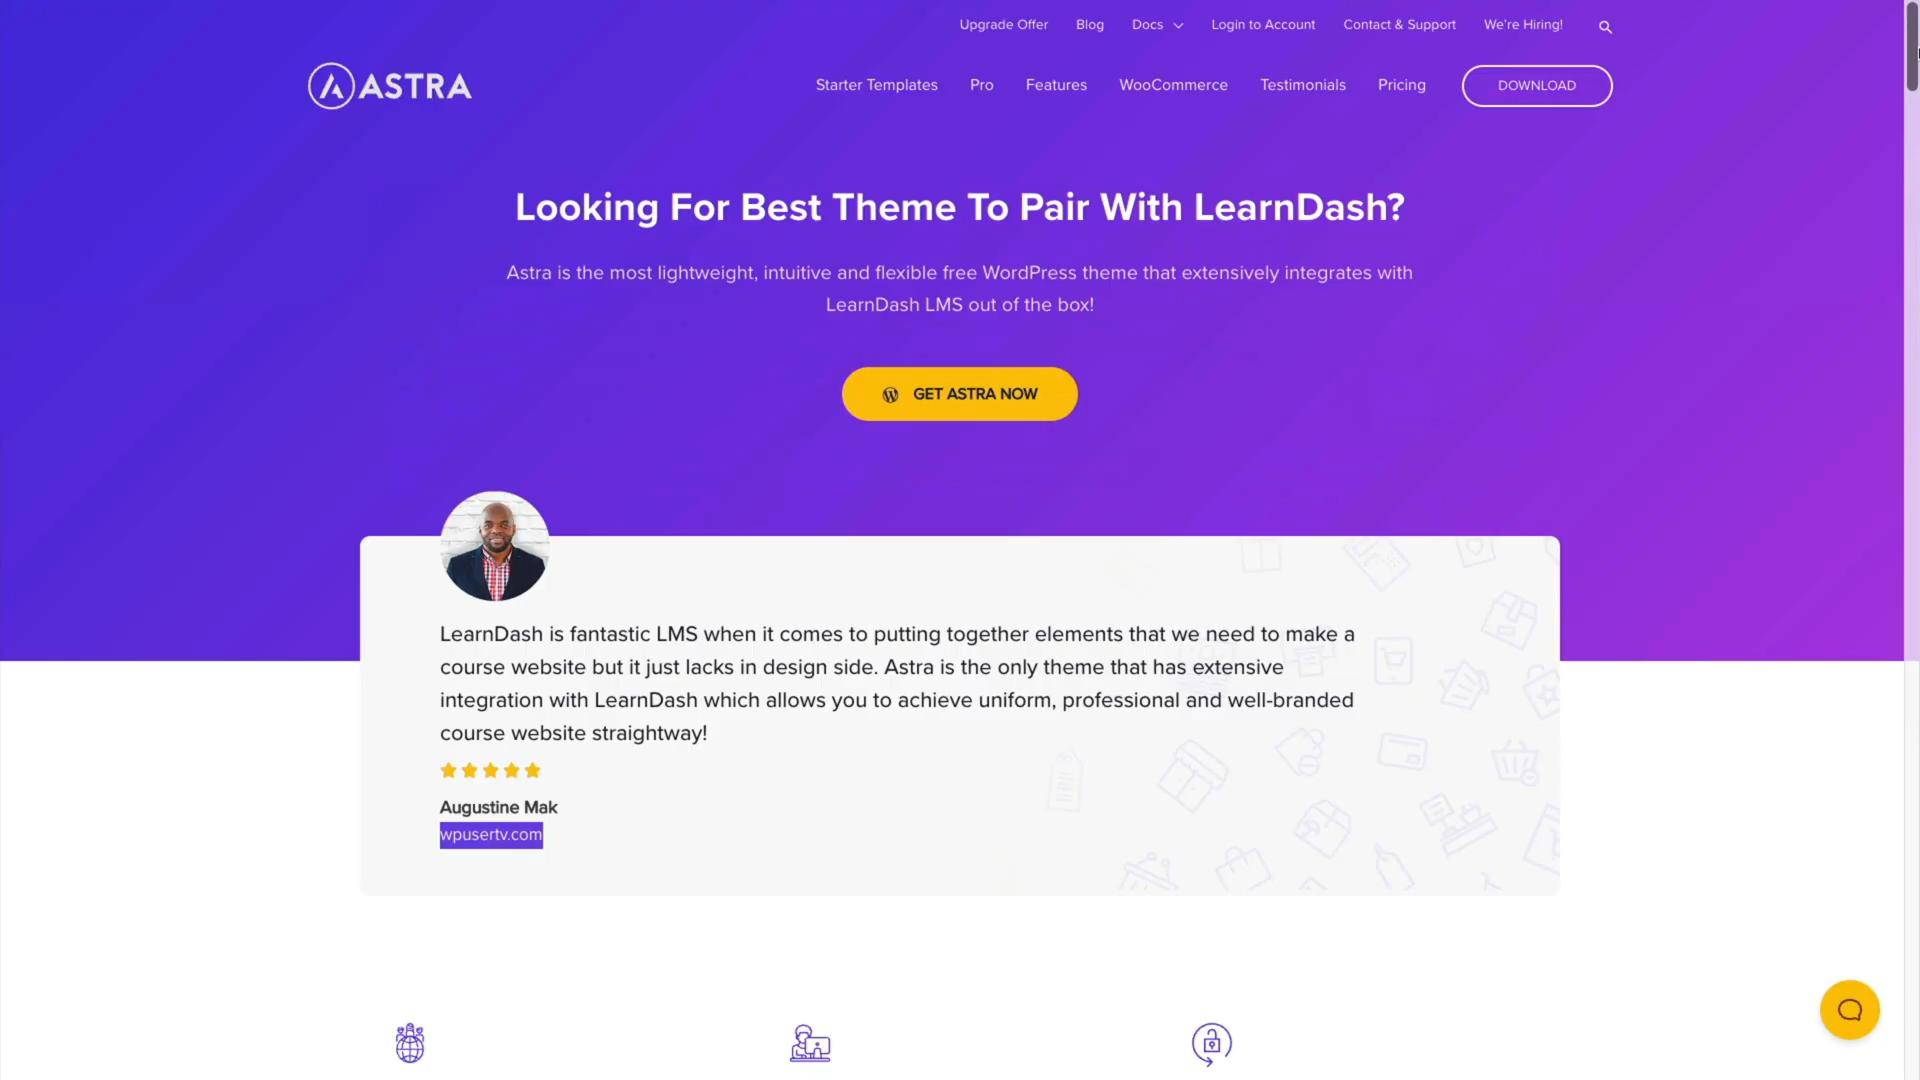 Upgrade Offer Blog Docs Login to Account Contact & Support We're Hiring!
ASTRA
Starter Templates Pro Features WooCommerce Testimonials Pricing DOWNLOAD
Looking For Best Theme To Pair With LearnDash?
Astra is the most lightweight, intuitive and flexible free WordPress theme that extensively integrates with
LearnDash LMS out of the box!
GET ASTRA NOW
LearnDash is fantastic LMS when it comes to putting together elements that we need to make a
course website but it just lacks in design side. Astra is the only theme that has extensive
integration with LearnDash which allows you to achieve uniform, professional and well-branded
course website straightway!
Augustine Mak
wpusertv.com